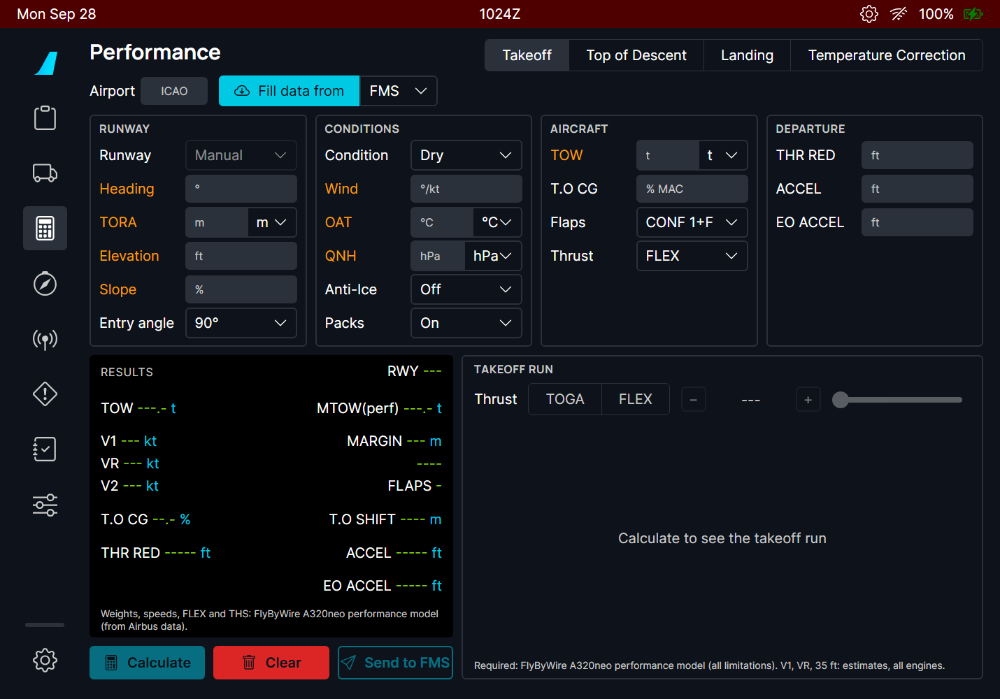 Mon Sep 28
1024Z
100%
Performance
Takeoff
Top of Descent
Landing
Temperature Correction
Airport
ICAO
Fill data from
FMS
RUNWAY
Runway
Manual
Heading
°
TORA
m
m
Elevation
ft
Slope
%
Entry angle
90°
CONDITIONS
Condition
Dry
Wind
°/kt
OAT
°C
°C
QNH
hPa
hPa
Anti-Ice
Off
Packs
On
AIRCRAFT
TOW
t
t
T.O CG
% MAC
Flaps
CONF 1+F
Thrust
FLEX
DEPARTURE
THR RED
ft
ACCEL
ft
EO ACCEL
ft
RESULTS
RWY ---
TOW ---.- t
MTOW(perf) ---.- t
V1 --- kt
MARGIN --- m
VR --- kt
----
V2 --- kt
FLAPS -
T.O CG --.- %
T.O SHIFT ---- m
THR RED ----- ft
ACCEL ----- ft
EO ACCEL ----- ft
Weights, speeds, FLEX and THS: FlyByWire A320neo performance model
(from Airbus data).
Calculate
Clear
Send to FMS
TAKEOFF RUN
Thrust
TOGA
FLEX
−
---
+
Calculate to see the takeoff run
Required: FlyByWire A320neo performance model (all limitations). V1, VR, 35 ft: estimates, all engines.